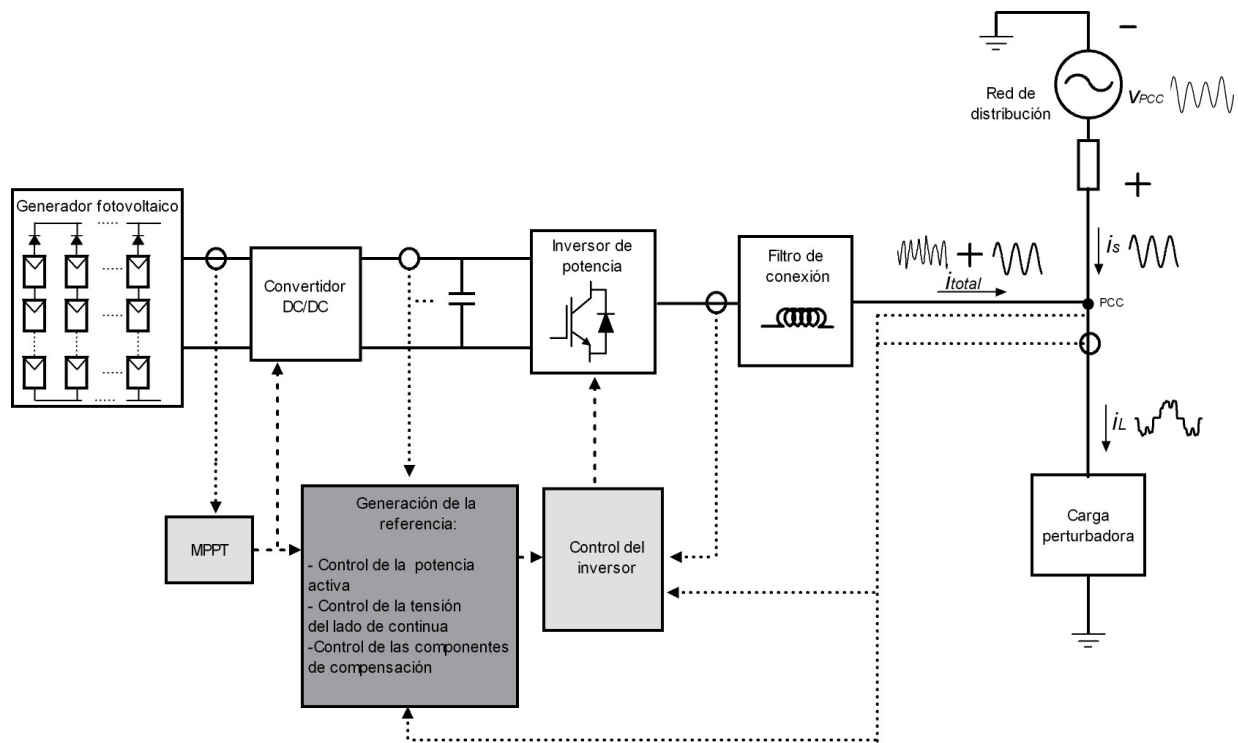 Red de
distribución
VPCC
Generador fotovoltaico
Convertidor
DC/DC
Inversor de
potencia
Filtro de
conexión
itotal
iS
PCC
iL
Carga
perturbadora
MPPT
Generación de la
referencia:
- Control de la potencia
activa
- Control de la tensión
del lado de continua
-Control de las componentes
de compensación
Control del
inversor